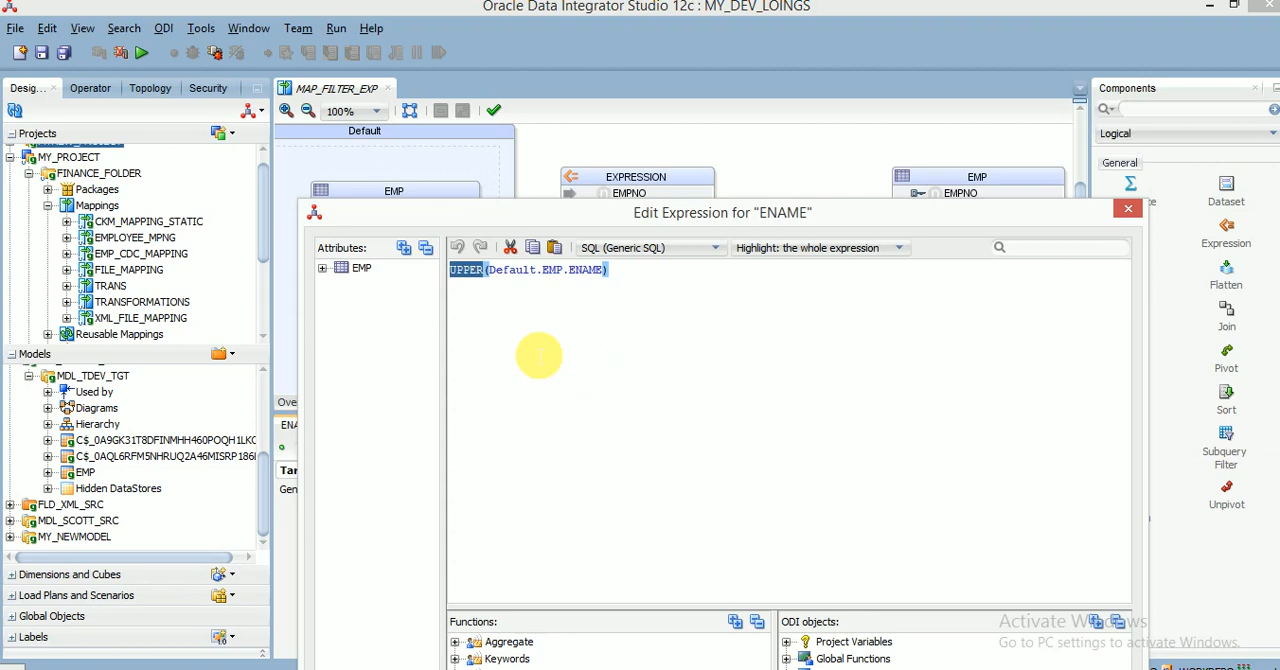 Oracle Data Integrator Studio 12c : MY_DEV_LOINGS
File Edit View Search ODI Tools Window Team Run Help
Desig... Operator Topology Security
MAP_FILTER_EXP
Components
100%
Default
Logical
Projects
MY_PROJECT
FINANCE_FOLDER
Packages
Mappings
CKM_MAPPING_STATIC
EMPLOYEE_MPNG
EMP_CDC_MAPPING
FILE_MAPPING
TRANS
TRANSFORMATIONS
XML_FILE_MAPPING
Reusable Mappings
Models
MDL_TDEV_TGT
Used by
Diagrams
Hierarchy
C$_0A9GK31T8DFINMHH460POQH1LKC
C$_0AQL6RFM5NHRUQ2A46MISRP186
EMP
Hidden DataStores
FLD_XML_SRC
MDL_SCOTT_SRC
MY_NEWMODEL
Dimensions and Cubes
Load Plans and Scenarios
Global Objects
Labels
EMP
EXPRESSION
EMPNO
EMP
EMPNO
Edit Expression for "ENAME"
Attributes:
EMP
SQL (Generic SQL)
Highlight: the whole expression
UPPER(Default.EMP.ENAME)
Functions:
Aggregate
Keywords
ODI objects:
Project Variables
Global Functions
General
Dataset
Expression
Flatten
Join
Pivot
Sort
Subquery
Filter
Unpivot
Activate Windows
Go to PC settings to activate Windows.